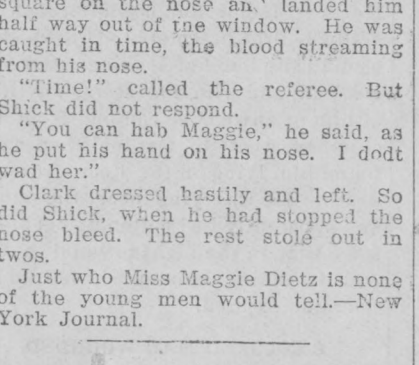 square on the nose an' landed him
half way out of the window. He was
caught in time, the blood streaming
from his nose.
"Time!" called the referee. But
Shick did not respond.
"You can hab Maggie," he said, as
he put his hand on his nose. I dodt
wad her."
Clark dressed hastily and left. So
did Shick, when he had stopped the
nose bleed. The rest stole out in
twos.
Just who Miss Maggie Dietz is none
of the young men would tell.—New
York Journal.